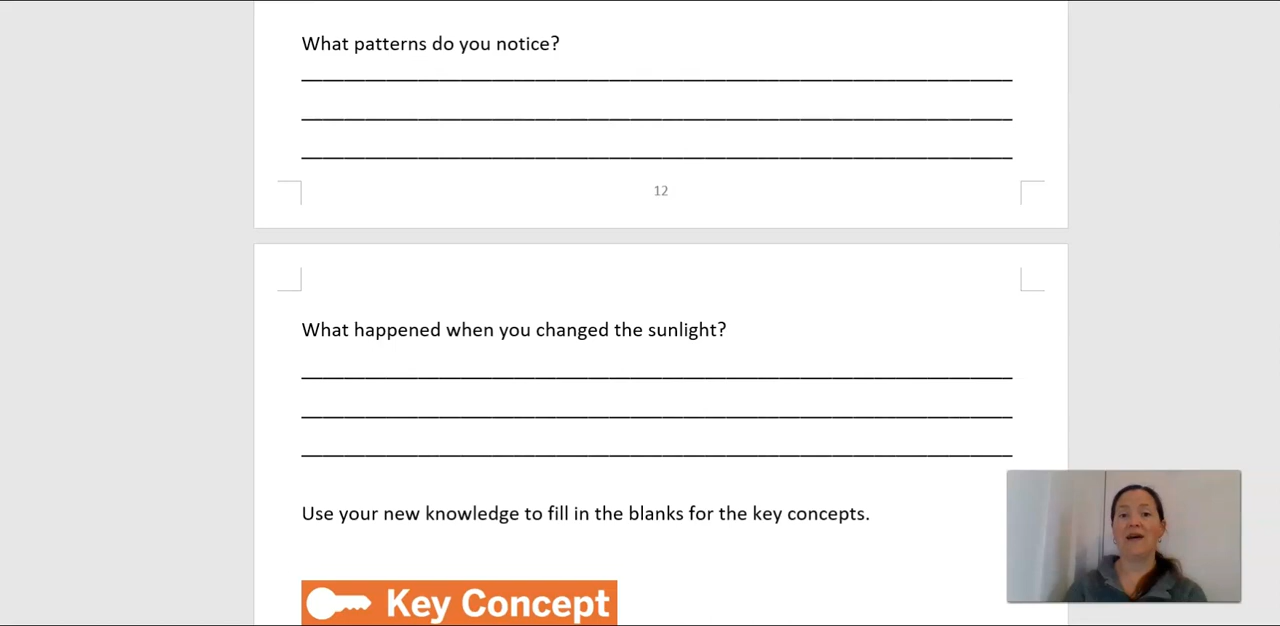 What patterns do you notice?
12
What happened when you changed the sunlight?
Use your new knowledge to fill in the blanks for the key concepts.
Key Concept